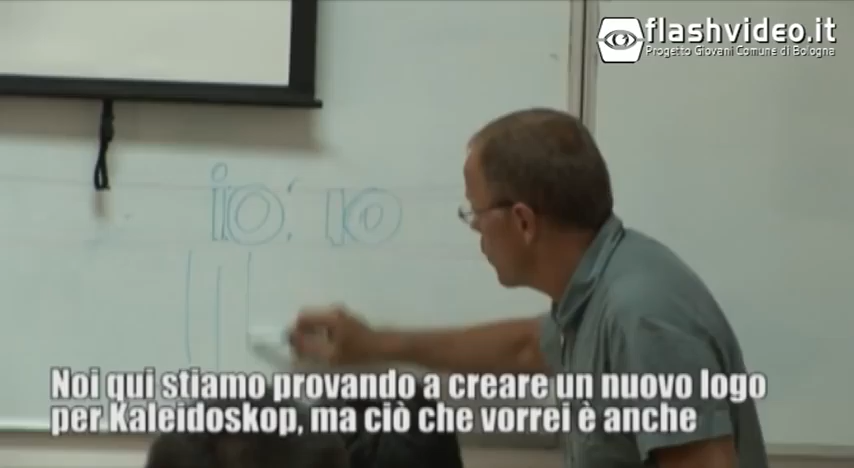 flashvideo.it
Progetto Giovani Comune di Bologna
iO: 10
Noi qui stiamo provando a creare un nuovo logo
per Kaleidoskop, ma ciò che vorrei è anche